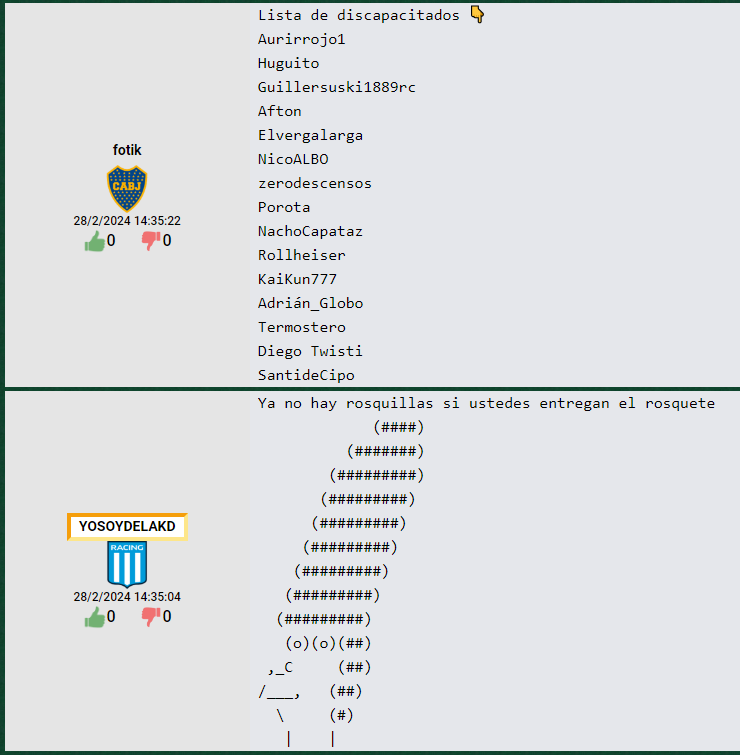 Lista de discapacitados 👇
Aurirrojo1
Huguito
Guillersuski1889rc
Afton
Elvergalarga
fotik
NicoALBO
CABJ
zerodescensos
Porota
28/2/2024 14:35:22
NachoCapataz
0 0
Rollheiser
KaiKun777
Adrián_Globo
Termostero
Diego Twisti
SantideCipo
Ya no hay rosquillas si ustedes entregan el rosquete
(####)
(#######)
(#########)
(#########)
(#########)
(#########)
(#########)
(#########)
(#########)
(o)(o)(##)
,_C     (##)
/___,   (##)
\     (#)
|    |
YOSOYDELAKD
RACING
28/2/2024 14:35:04
0 0